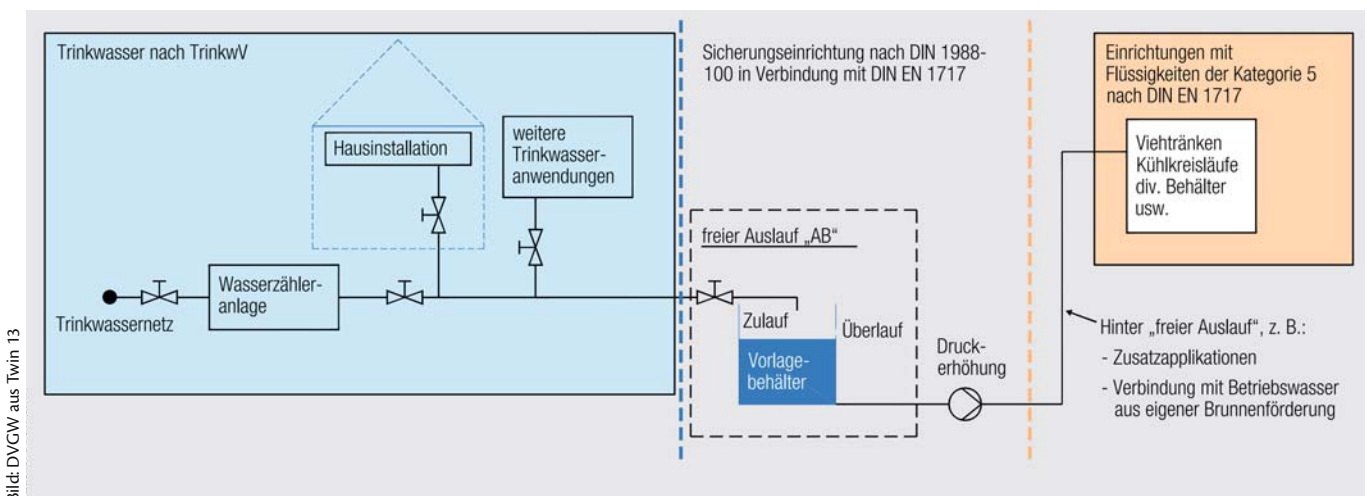 Trinkwasser nach TrinkwV
Hausinstallation
weitere
Trinkwasser-
anwendungen
Wasserzähler-
anlage
Trinkwassernetz
Sicherungseinrichtung nach DIN 1988-
100 in Verbindung mit DIN EN 1717
freier Auslauf „AB“
Zulauf
Überlauf
Vorlage-
behälter
Druck-
erhöhung
Einrichtungen mit
Flüssigkeiten der Kategorie 5
nach DIN EN 1717
Viehtränken
Kühlkreisläufe
div. Behälter
usw.
Hinter „freier Auslauf“, z. B.:
- Zusatzapplikationen
- Verbindung mit Betriebswasser
aus eigener Brunnenförderung
Bild: DVGW aus Twin 13